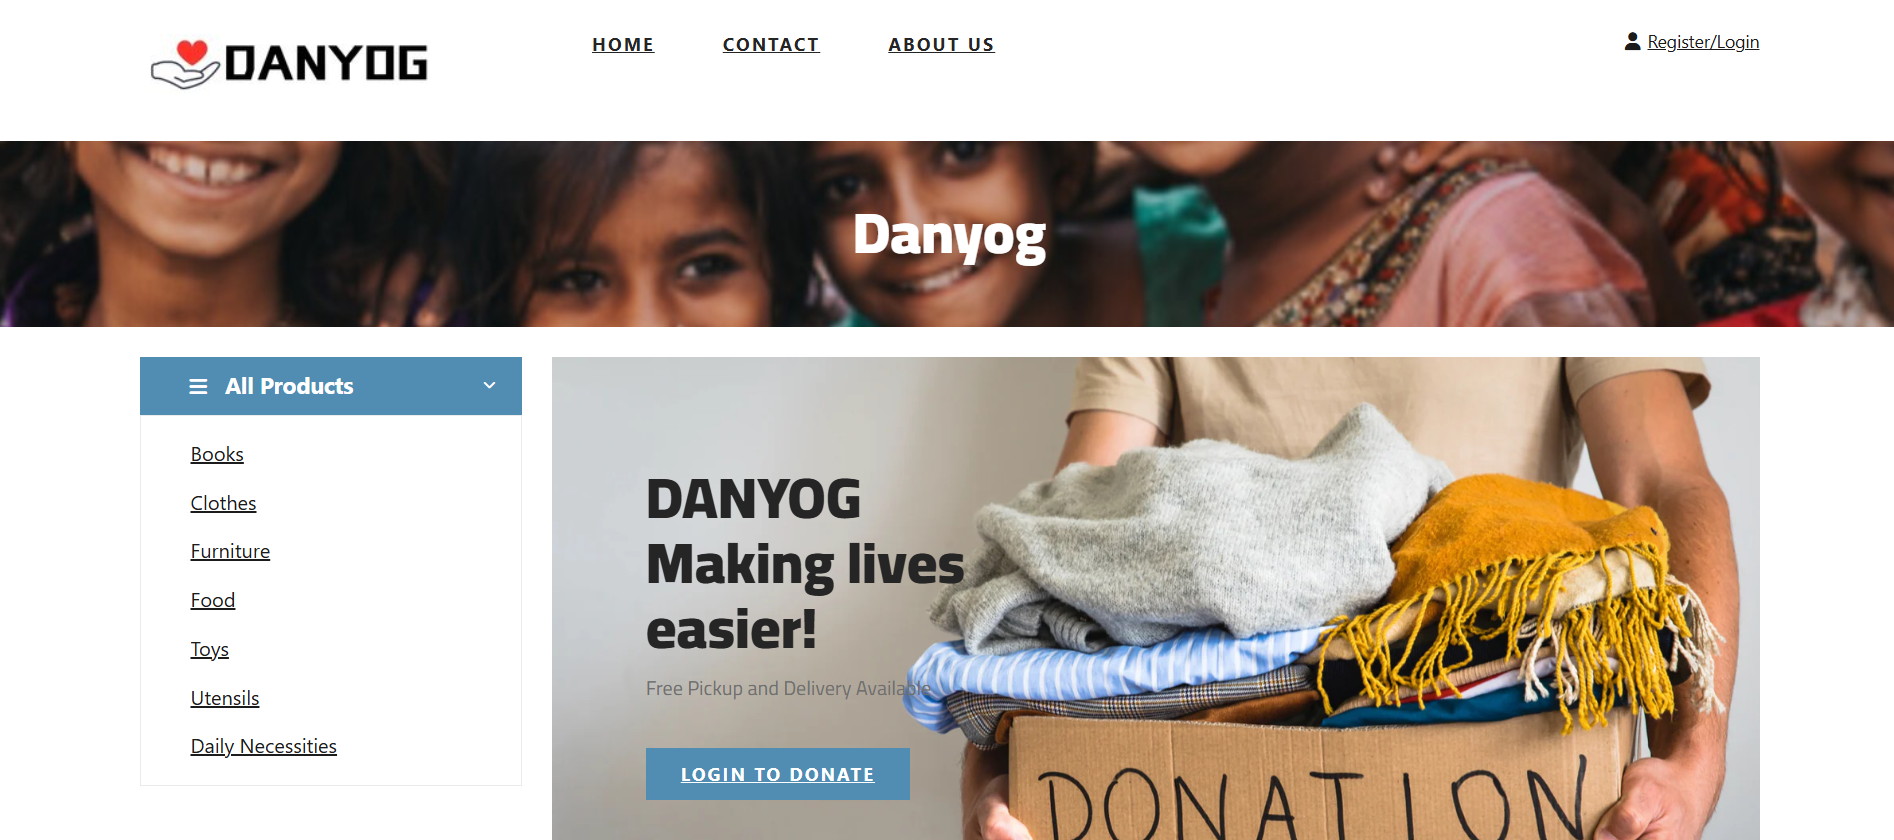 DANYOG
HOME CONTACT ABOUT US
Register/Login
Danyog
All Products
Books
Clothes
Furniture
Food
Toys
Utensils
Daily Necessities
DANYOG
Making lives
easier!
Free Pickup and Delivery Available
LOGIN TO DONATE
DONATION